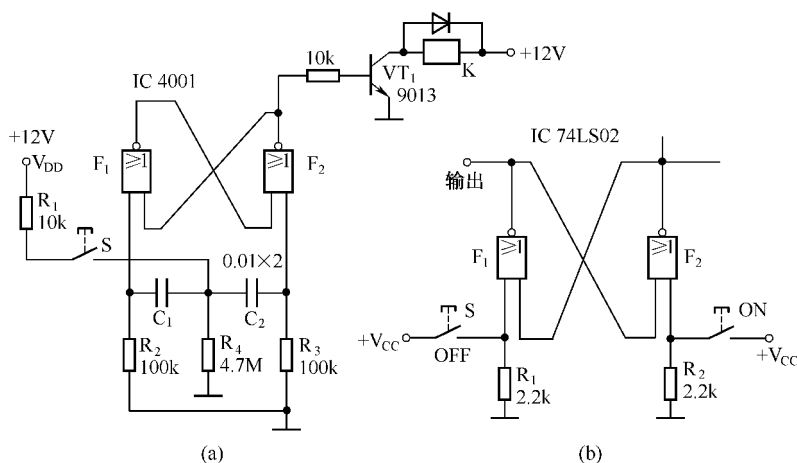 IC 4001
10k
VT₁
9013
K
+12V
+12V
V_DD
R₁
10k
S
F₁
≥1
≥1
F₂
0.01×2
C₁
C₂
R₂
100k
R₄
4.7M
R₃
100k
(a)
IC 74LS02
输出
F₁
≥1
≥1
F₂
+V_CC
S
OFF
ON
+V_CC
R₁
2.2k
R₂
2.2k
(b)